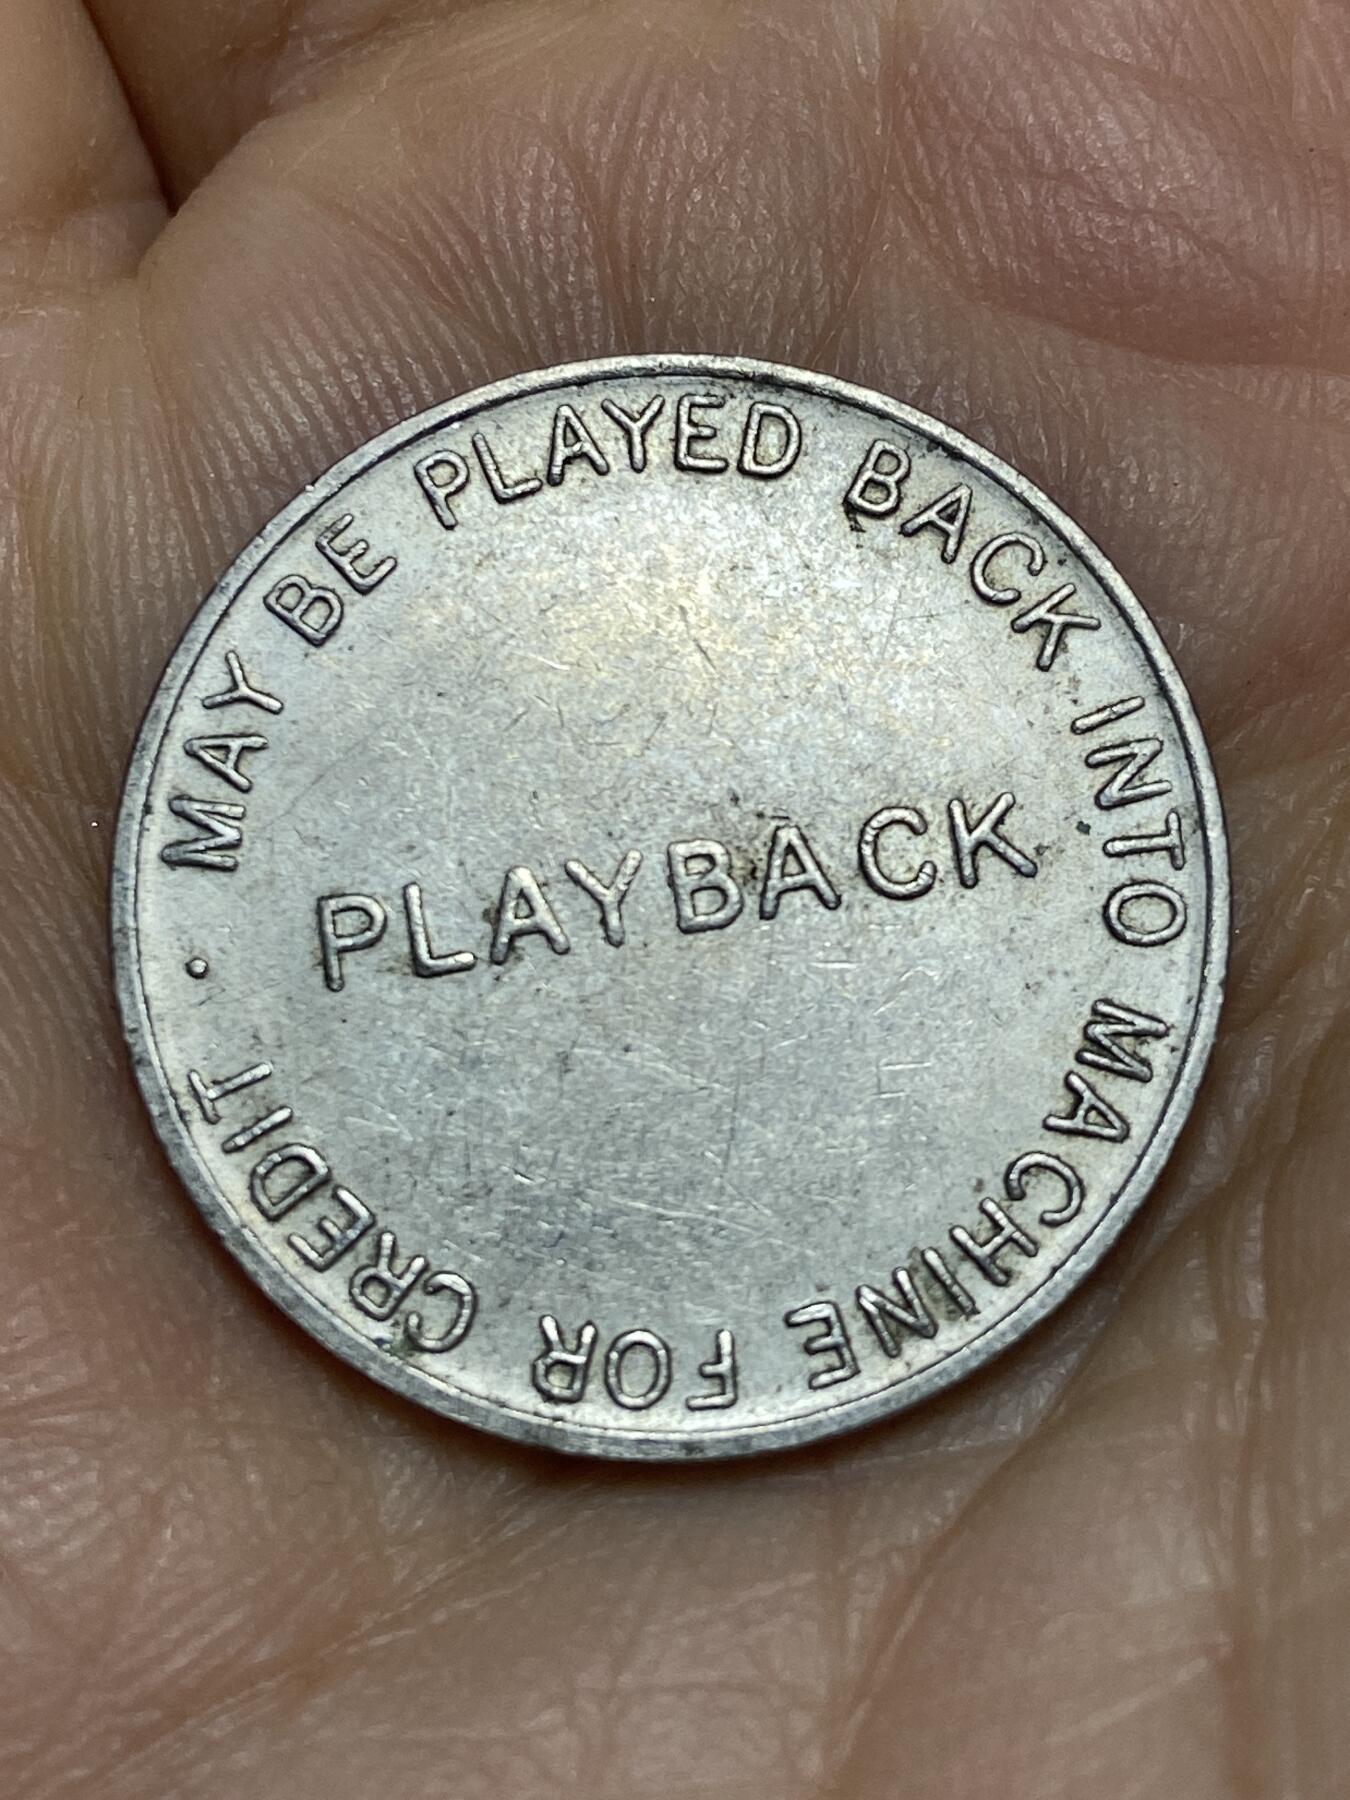 MAY BE PLAYED BACK INTO MACHINE FOR CREDIT ·
PLAYBACK